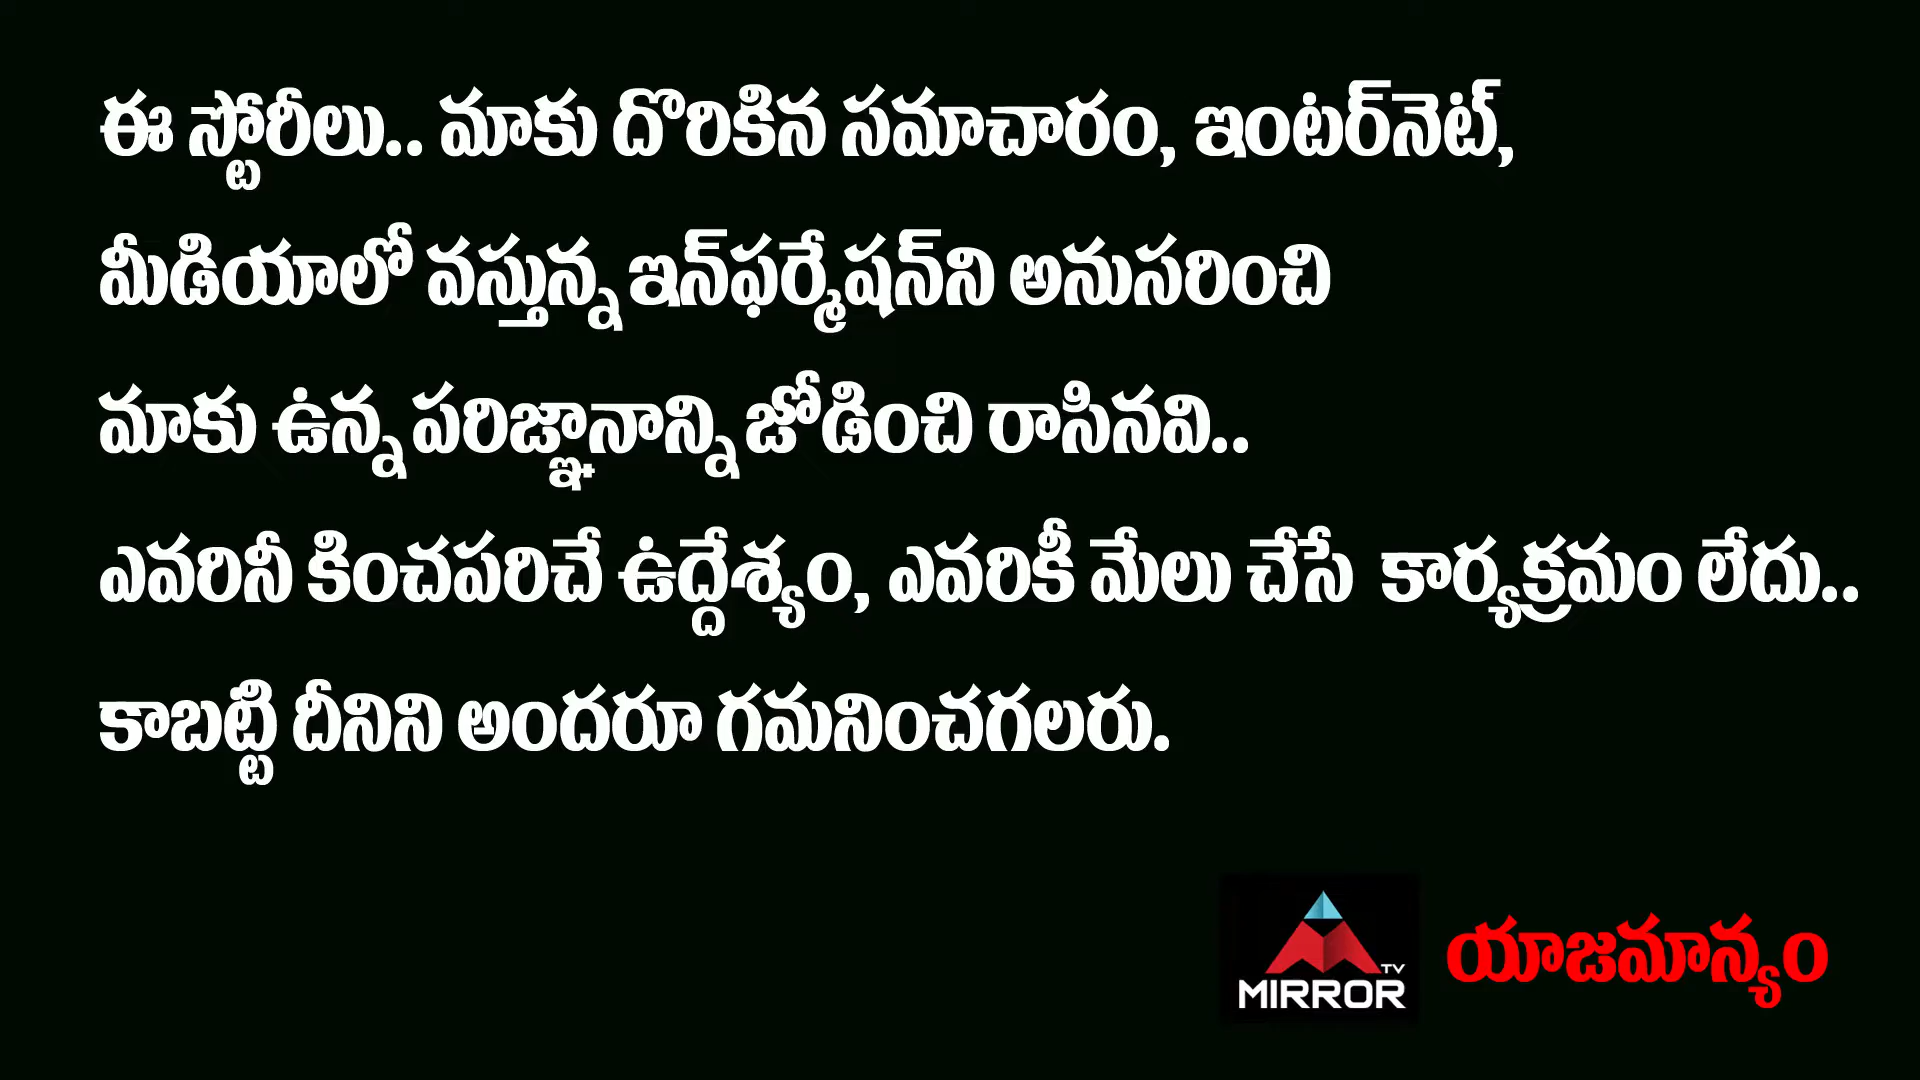 ఈ స్టోరీలు.. మాకు దొరికిన సమాచారం, ఇంటర్‌నెట్,
మీడియాలో వస్తున్న ఇన్‌ఫర్మేషన్‌ని అనుసరించి
మాకు ఉన్న పరిజ్ఞానాన్ని జోడించి రాసినవి..
ఎవరినీ కించపరిచే ఉద్దేశ్యం, ఎవరికీ మేలు చేసే కార్యక్రమం లేదు..
కాబట్టి దీనిని అందరూ గమనించగలరు.
TV
MIRROR
యాజమాన్యం